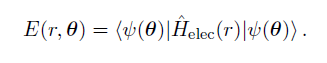 E(r, θ) = ⟨ψ(θ)|Ĥ_elec(r)|ψ(θ)⟩ .